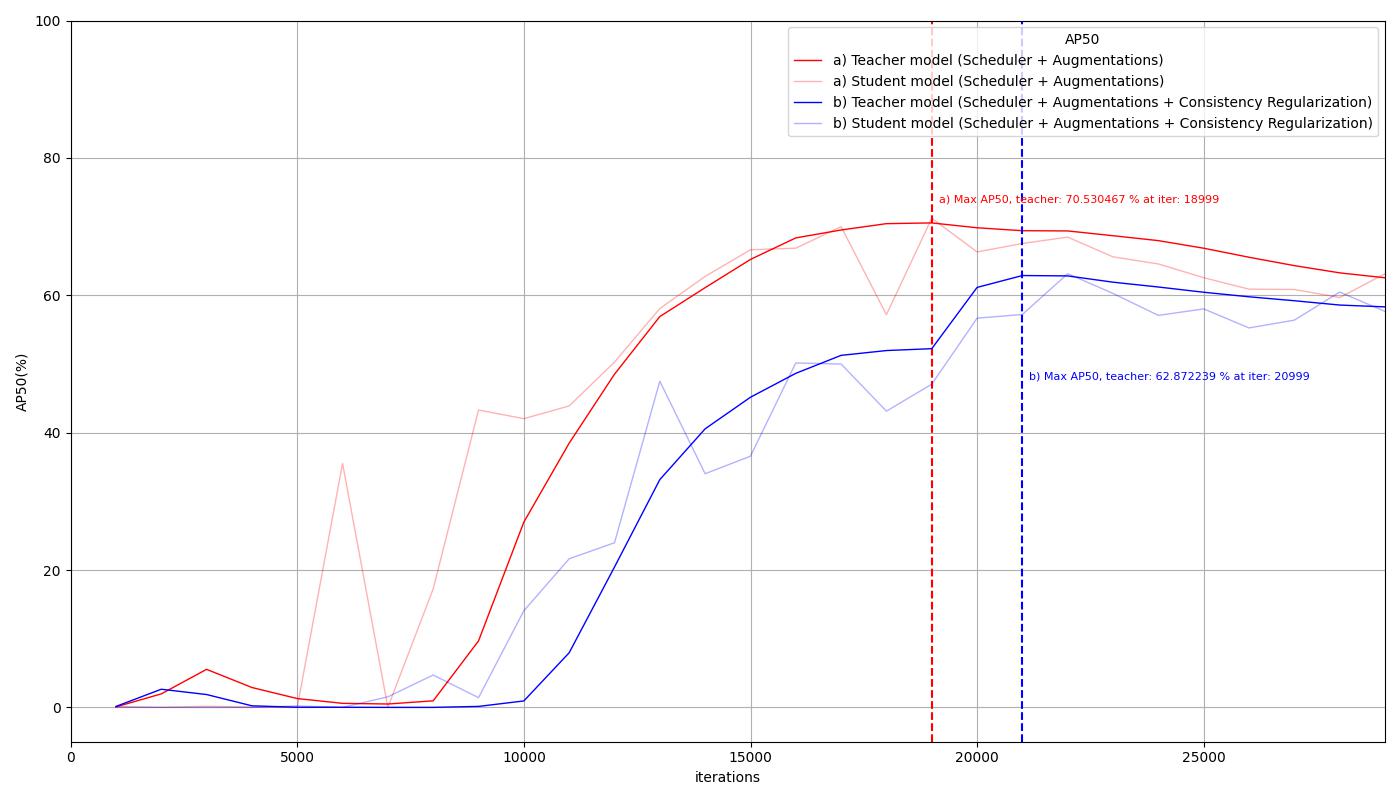 AP50
a) Teacher model (Scheduler + Augmentations)
a) Student model (Scheduler + Augmentations)
b) Teacher model (Scheduler + Augmentations + Consistency Regularization)
b) Student model (Scheduler + Augmentations + Consistency Regularization)
a) Max AP50, teacher: 70.530467 % at iter: 18999
b) Max AP50, teacher: 62.872239 % at iter: 20999
AP50(%)
100
80
60
40
20
0
0 5000 10000 15000 20000 25000
iterations